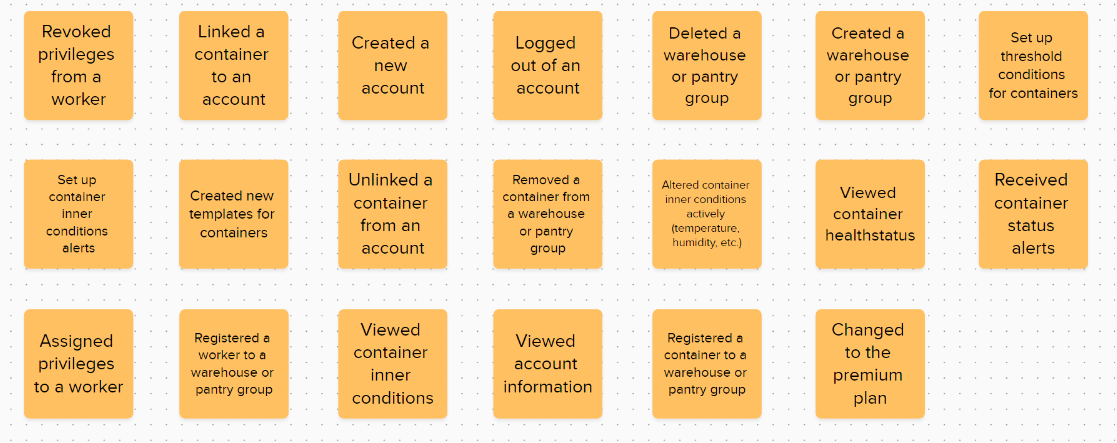 Revoked
privileges
from a
worker
Linked a
container
to an
account
Created a
new
account
Logged
out of an
account
Deleted a
warehouse
or pantry
group
Created a
warehouse
or pantry
group
Set up
threshold
conditions
for containers
Set up
container
inner
conditions
alerts
Created new
templates for
containers
Unlinked a
container
from an
account
Removed a
container from
a warehouse
or pantry
group
Altered container
inner conditions
actively
(temperature,
humidity, etc.)
Viewed
container
healthstatus
Received
container
status
alerts
Assigned
privileges
to a worker
Registered a
worker to a
warehouse or
pantry group
Viewed
container
inner
conditions
Viewed
account
information
Registered a
container to a
warehouse or
pantry group
Changed
to the
premium
plan